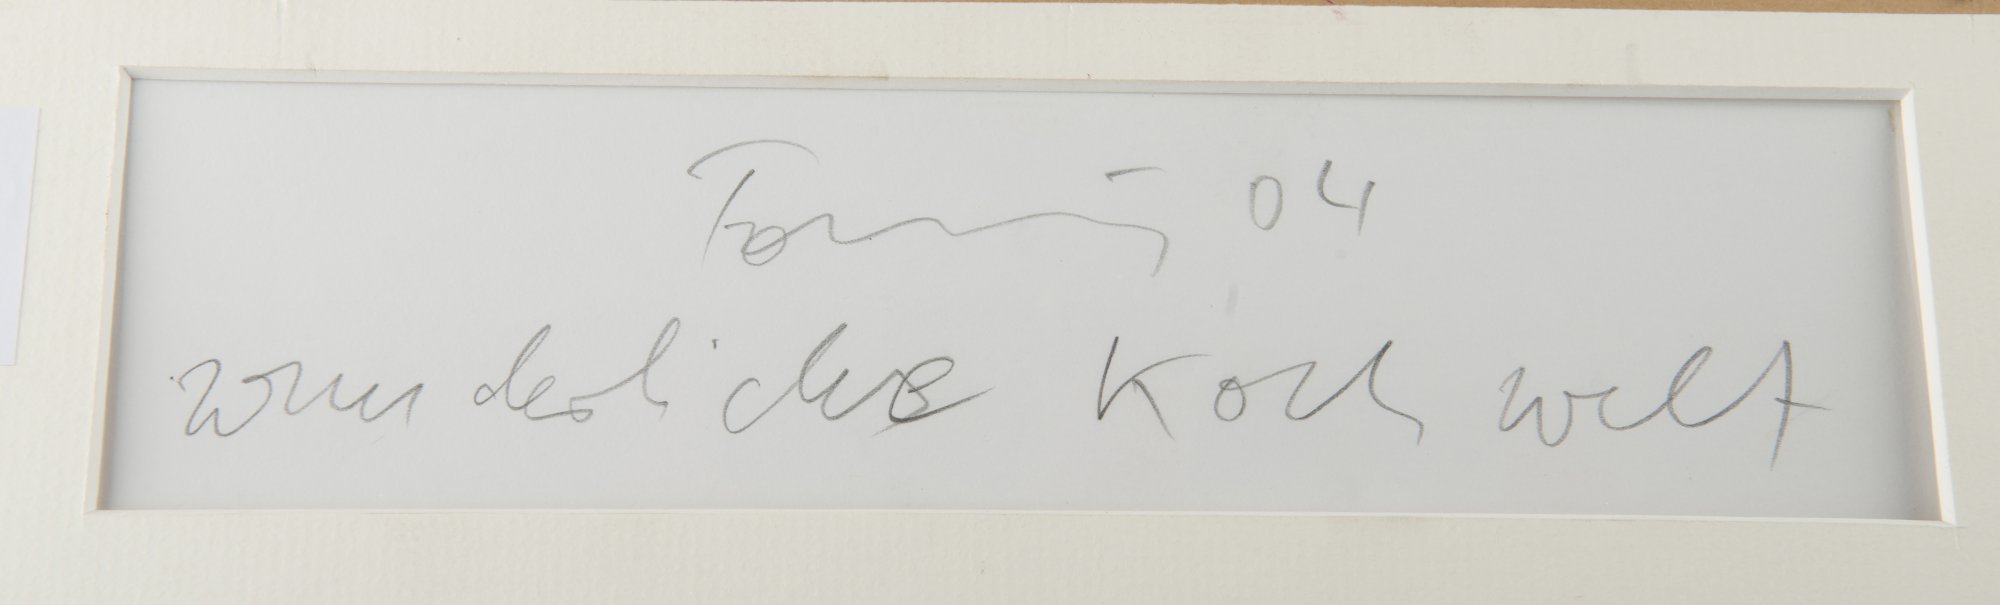 04
wunderliche Koch welt